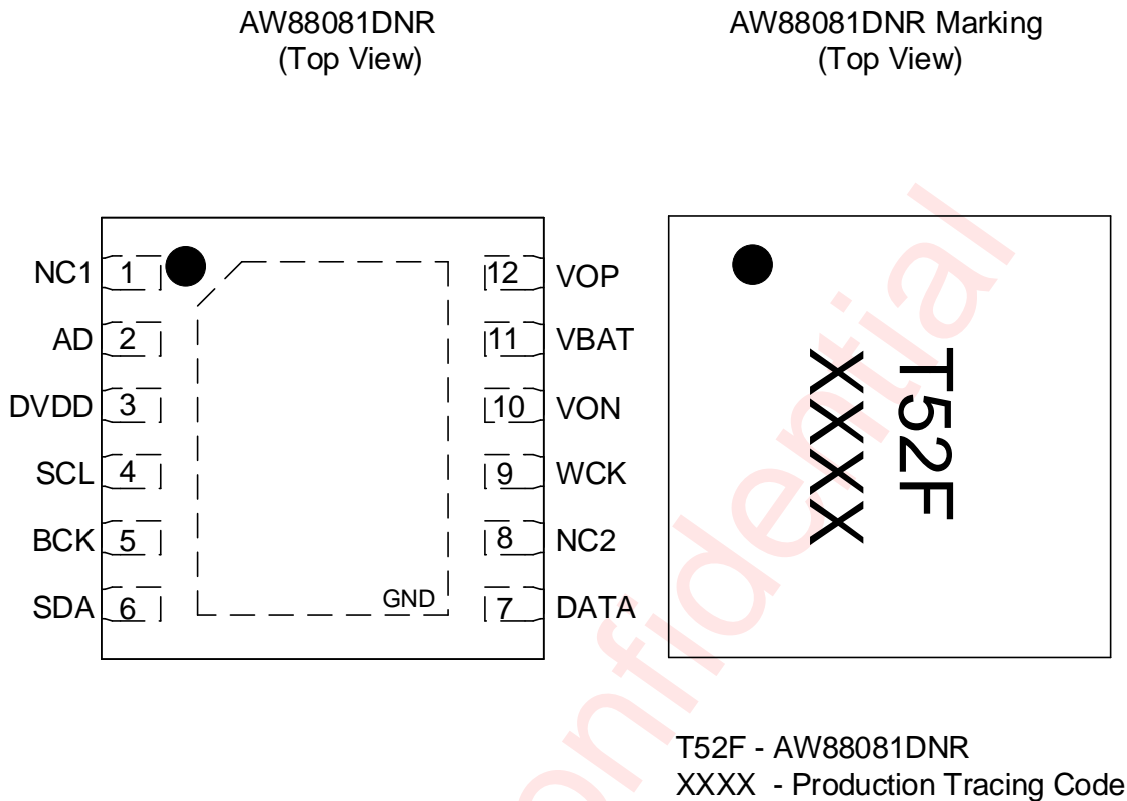 AW88081DNR
(Top View)
NC1 1
AD 2
DVDD 3
SCL 4
BCK 5
SDA 6
12 VOP
11 VBAT
10 VON
9 WCK
8 NC2
7 DATA
GND
AW88081DNR Marking
(Top View)
T52F
XXXX
T52F - AW88081DNR
XXXX - Production Tracing Code
onfidential